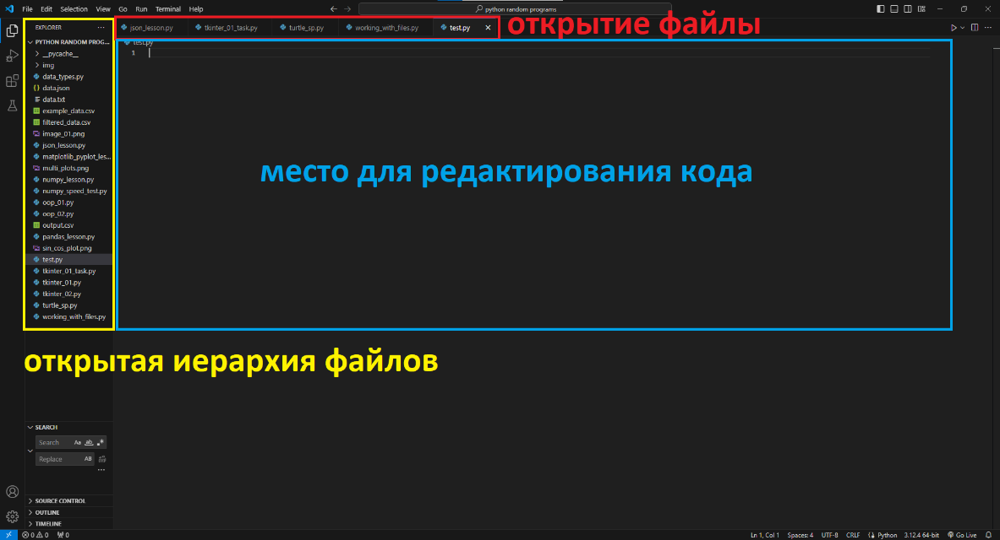 File Edit Selection View Go Run Terminal Help
python random programs
EXPLORER
json_lesson.py
tkinter_01_task.py
turtle_sp.py
working_with_files.py
test.py
открытие файлы
PYTHON RANDOM PROG...
test.py
1
__pycache__
img
data_types.py
data.json
data.txt
example_data.csv
filtered_data.csv
image_01.png
json_lesson.py
matplotlib_pyplot_les...
multi_plots.png
numpy_lesson.py
numpy_speed_test.py
oop_01.py
oop_02.py
output.csv
pandas_lesson.py
sin_cos_plot.png
test.py
tkinter_01_task.py
tkinter_01.py
tkinter_02.py
turtle_sp.py
working_with_files.py
место для редактирования кода
открытая иерархия файлов
SEARCH
Search Aa ab
Replace AB
SOURCE CONTROL
OUTLINE
TIMELINE
0 0 0
Ln 1, Col 1 Spaces: 4 UTF-8 CRLF Python 3.12.4 64-bit Go Live